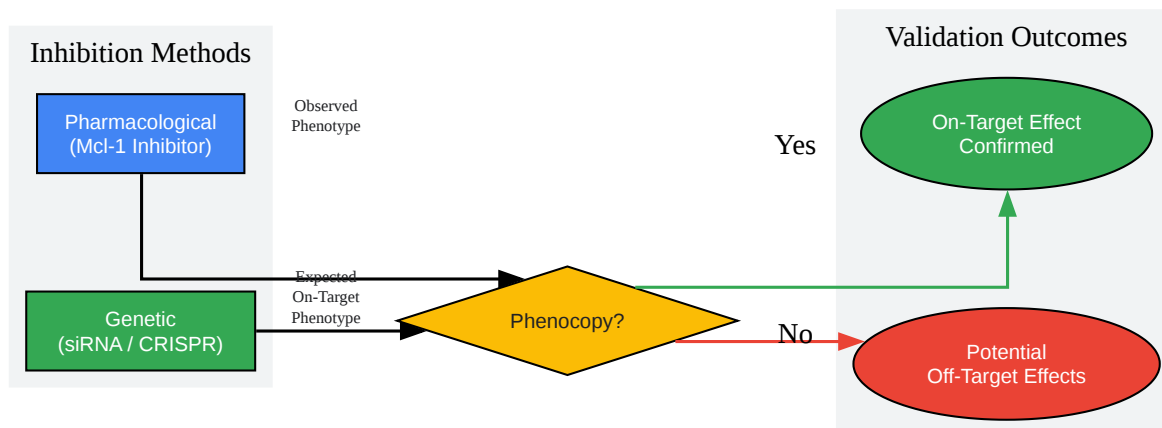 Inhibition Methods
Pharmacological
(Mcl-1 Inhibitor)
Genetic
(siRNA / CRISPR)
Observed
Phenotype
Expected
On-Target
Phenotype
Phenocopy?
Yes
No
Validation Outcomes
On-Target Effect
Confirmed
Potential
Off-Target Effects